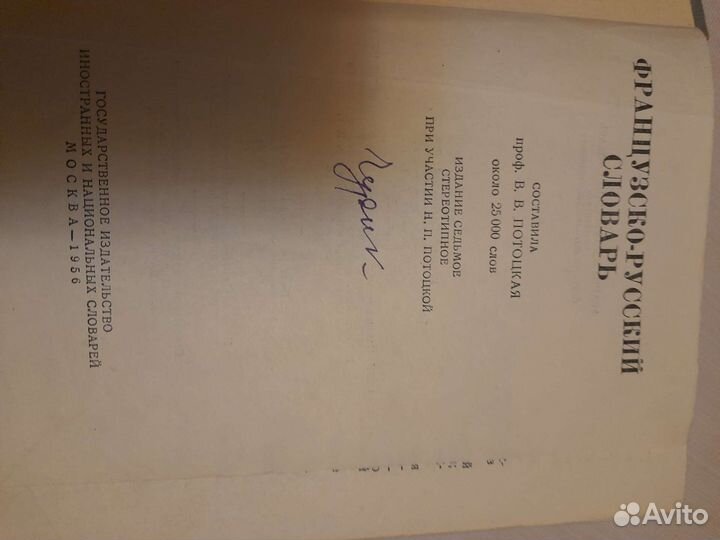 ФРАНЦУЗСКО-РУССКИЙ
СЛОВАРЬ
СОСТАВИЛА
проф. В. В. ПОТОЦКАЯ
около 25 000 слов
ИЗДАНИЕ СЕДЬМОЕ
СТЕРЕОТИПНОЕ
ПРИ УЧАСТИИ Н. П. ПОТОЦКОЙ
ГОСУДАРСТВЕННОЕ ИЗДАТЕЛЬСТВО
ИНОСТРАННЫХ И НАЦИОНАЛЬНЫХ СЛОВАРЕЙ
МОСКВА — 1956
Avito